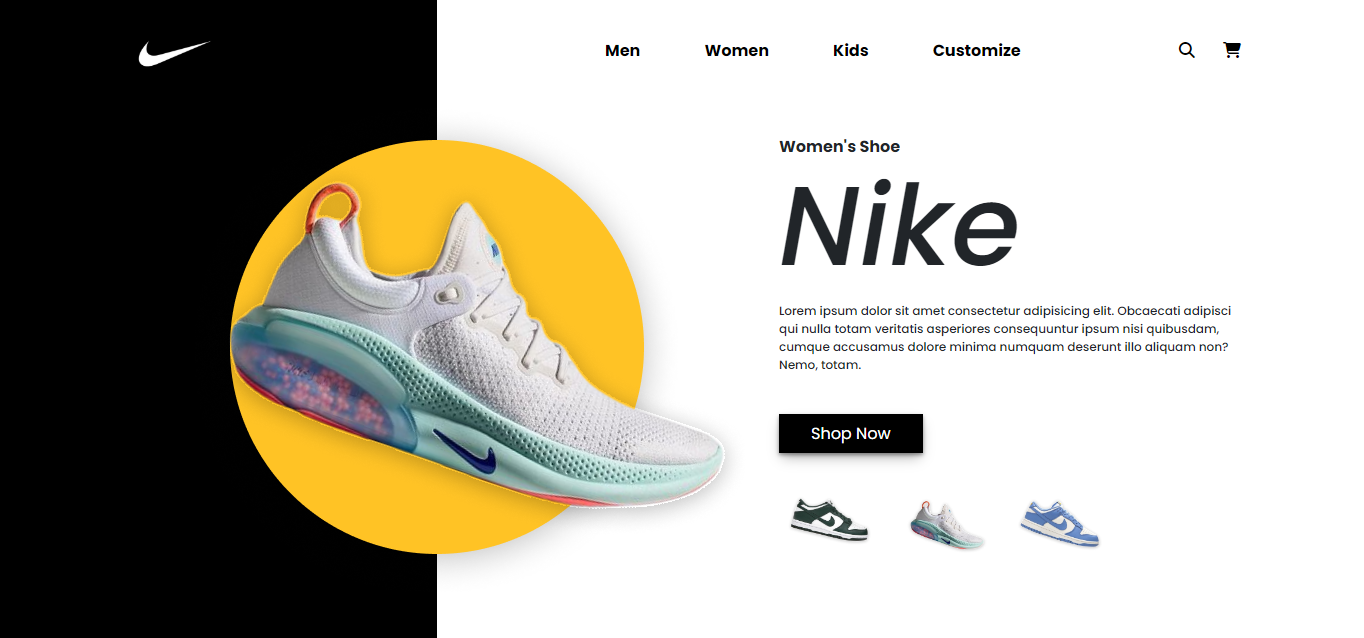 Men Women Kids Customize
Women's Shoe
Nike
Lorem ipsum dolor sit amet consectetur adipisicing elit. Obcaecati adipisci
qui nulla totam veritatis asperiores consequuntur ipsum nisi quibusdam,
cumque accusamus dolore minima numquam deserunt illo aliquam non?
Nemo, totam.
Shop Now